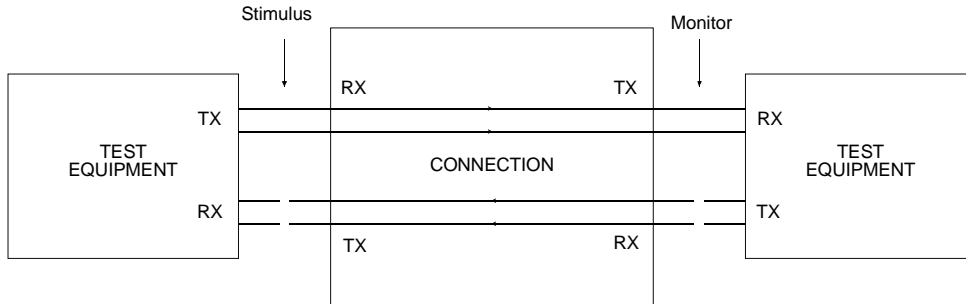 Stimulus
Monitor
RX
TX
TX
RX
TEST
EQUIPMENT
CONNECTION
TEST
EQUIPMENT
RX
TX
TX
RX